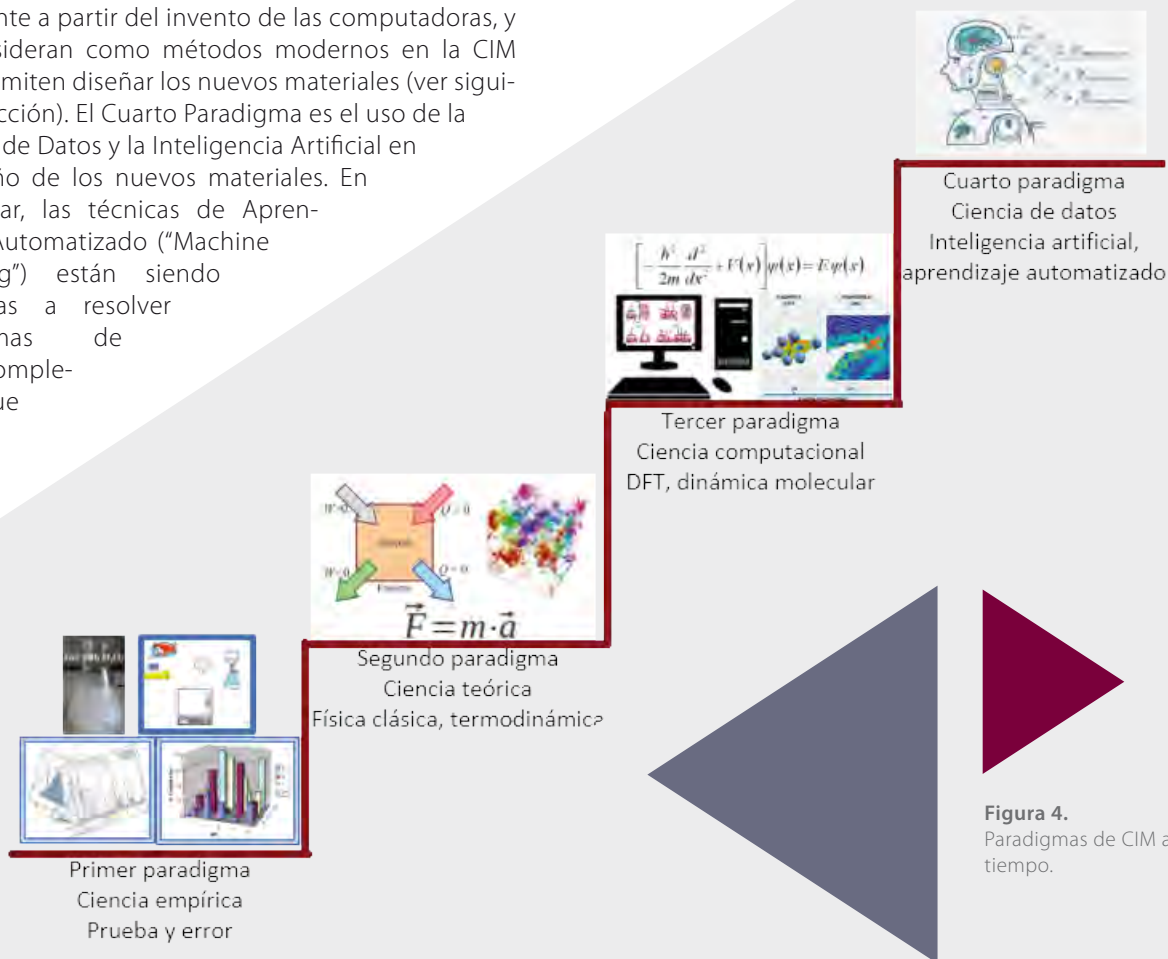 nte a partir del invento de las computadoras, y
sideran como métodos modernos en la CIM
miten diseñar los nuevos materiales (ver sigui-
cción). El Cuarto Paradigma es el uso de la
de Datos y la Inteligencia Artificial en
ño de los nuevos materiales. En
ar, las técnicas de Apren-
Automatizado (“Machine
g”) están siendo
as a resolver
mas de
omple-
ue
Cuarto paradigma
Ciencia de datos
Inteligencia artificial,
aprendizaje automatizado
Tercer paradigma
Ciencia computacional
DFT, dinámica molecular
F = m·a
Segundo paradigma
Ciencia teórica
Física clásica, termodinámica
Primer paradigma
Ciencia empírica
Prueba y error
Figura 4.
Paradigmas de CIM a
tiempo.